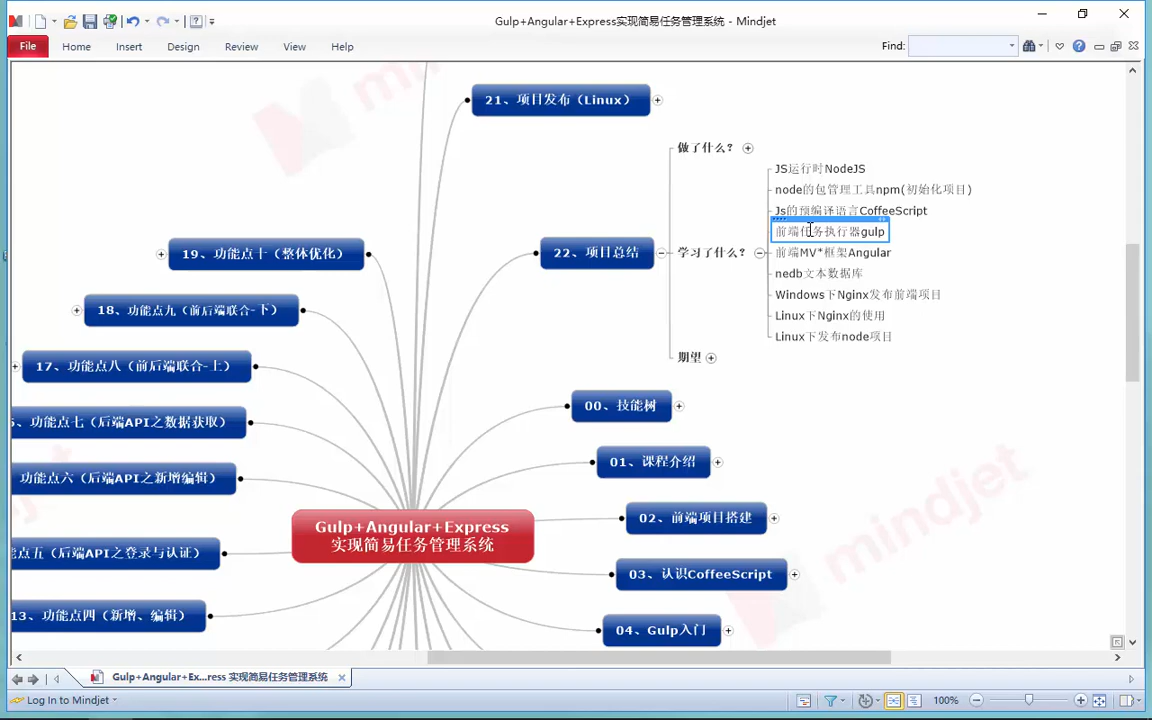 Gulp+Angular+Express实现简易任务管理系统 - Mindjet
File
Home
Insert
Design
Review
View
Help
Find:
21、项目发布（Linux）
做了什么？
JS运行时NodeJS
node的包管理工具npm(初始化项目)
Js的预编译语言CoffeeScript
前端任务执行器gulp
22、项目总结
学习了什么？
前端MV*框架Angular
nedb文本数据库
Windows下Nginx发布前端项目
Linux下Nginx的使用
Linux下发布node项目
期望
19、功能点十（整体优化）
18、功能点九（前后端联合-下）
17、功能点八（前后端联合-上）
、功能点七（后端API之数据获取）
功能点六（后端API之新增编辑）
能点五（后端API之登录与认证）
13、功能点四（新增、编辑）
00、技能树
01、课程介绍
02、前端项目搭建
03、认识CoffeeScript
04、Gulp入门
Gulp+Angular+Express
实现简易任务管理系统
mindjet
mindjet
Gulp+Angular+Ex...ress 实现简易任务管理系统
Log In to Mindjet
100%